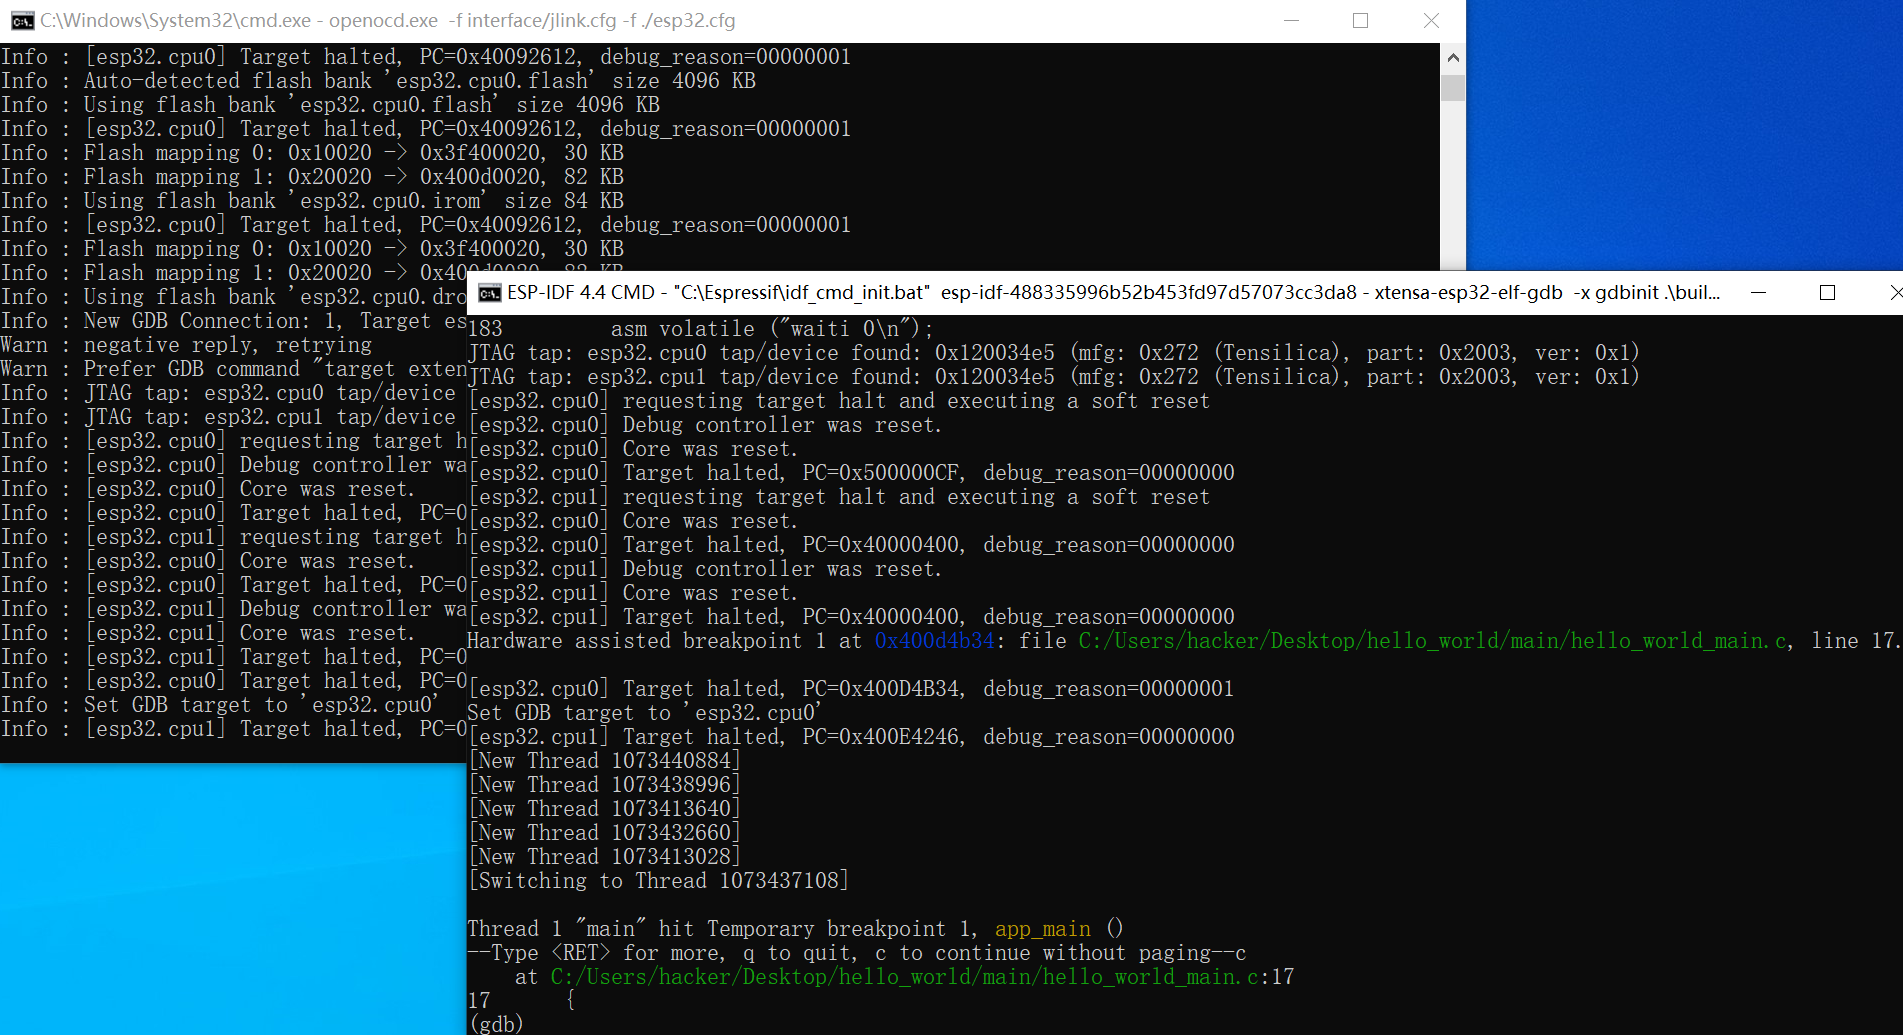 C:\Windows\System32\cmd.exe - openocd.exe  -f interface/jlink.cfg -f ./esp32.cfg
Info : [esp32.cpu0] Target halted, PC=0x40092612, debug_reason=00000001
Info : Auto-detected flash bank 'esp32.cpu0.flash' size 4096 KB
Info : Using flash bank 'esp32.cpu0.flash' size 4096 KB
Info : [esp32.cpu0] Target halted, PC=0x40092612, debug_reason=00000001
Info : Flash mapping 0: 0x10020 -> 0x3f400020, 30 KB
Info : Flash mapping 1: 0x20020 -> 0x400d0020, 82 KB
Info : Using flash bank 'esp32.cpu0.irom' size 84 KB
Info : [esp32.cpu0] Target halted, PC=0x40092612, debug_reason=00000001
Info : Flash mapping 0: 0x10020 -> 0x3f400020, 30 KB
Info : Flash mapping 1: 0x20020 -> 0x400d0020, 82 KB
Info : Using flash bank 'esp32.cpu0.dro
Info : New GDB Connection: 1, Target es
Warn : negative reply, retrying
Warn : Prefer GDB command "target exten
Info : JTAG tap: esp32.cpu0 tap/device
Info : JTAG tap: esp32.cpu1 tap/device
Info : [esp32.cpu0] requesting target h
Info : [esp32.cpu0] Debug controller wa
Info : [esp32.cpu0] Core was reset.
Info : [esp32.cpu0] Target halted, PC=0
Info : [esp32.cpu1] requesting target h
Info : [esp32.cpu0] Core was reset.
Info : [esp32.cpu0] Target halted, PC=0
Info : [esp32.cpu1] Debug controller wa
Info : [esp32.cpu1] Core was reset.
Info : [esp32.cpu1] Target halted, PC=0
Info : [esp32.cpu0] Target halted, PC=0
Info : Set GDB target to 'esp32.cpu0'
Info : [esp32.cpu1] Target halted, PC=0
ESP-IDF 4.4 CMD - "C:\Espressif\idf_cmd_init.bat"  esp-idf-488335996b52b453fd97d57073cc3da8 - xtensa-esp32-elf-gdb  -x gdbinit .\buil...
183         asm volatile ("waiti 0\n");
JTAG tap: esp32.cpu0 tap/device found: 0x120034e5 (mfg: 0x272 (Tensilica), part: 0x2003, ver: 0x1)
JTAG tap: esp32.cpu1 tap/device found: 0x120034e5 (mfg: 0x272 (Tensilica), part: 0x2003, ver: 0x1)
[esp32.cpu0] requesting target halt and executing a soft reset
[esp32.cpu0] Debug controller was reset.
[esp32.cpu0] Core was reset.
[esp32.cpu0] Target halted, PC=0x500000CF, debug_reason=00000000
[esp32.cpu1] requesting target halt and executing a soft reset
[esp32.cpu0] Core was reset.
[esp32.cpu0] Target halted, PC=0x40000400, debug_reason=00000000
[esp32.cpu1] Debug controller was reset.
[esp32.cpu1] Core was reset.
[esp32.cpu1] Target halted, PC=0x40000400, debug_reason=00000000
Hardware assisted breakpoint 1 at 0x400d4b34: file C:/Users/hacker/Desktop/hello_world/main/hello_world_main.c, line 17.
[esp32.cpu0] Target halted, PC=0x400D4B34, debug_reason=00000001
Set GDB target to 'esp32.cpu0'
[esp32.cpu1] Target halted, PC=0x400E4246, debug_reason=00000000
[New Thread 1073440884]
[New Thread 1073438996]
[New Thread 1073413640]
[New Thread 1073432660]
[New Thread 1073413028]
[Switching to Thread 1073437108]
Thread 1 "main" hit Temporary breakpoint 1, app_main ()
--Type <RET> for more, q to quit, c to continue without paging--c
    at C:/Users/hacker/Desktop/hello_world/main/hello_world_main.c:17
17      {
(gdb)